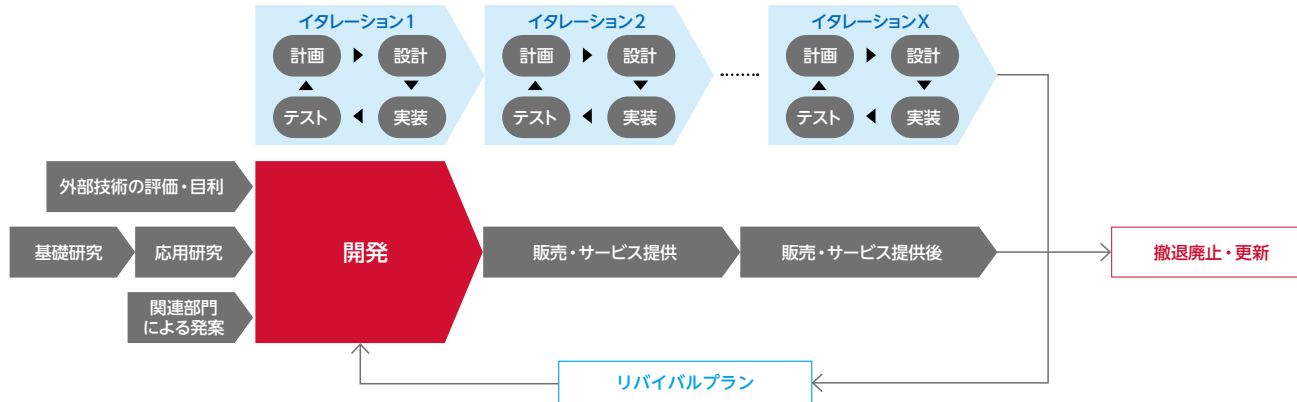 イタレーション1
計画
設計
テスト
実装
イタレーション2
計画
設計
テスト
実装
イタレーションX
計画
設計
テスト
実装
外部技術の評価・目利
基礎研究
応用研究
関連部門
による発案
開発
販売・サービス提供
販売・サービス提供後
撤退廃止・更新
リバイバルプラン